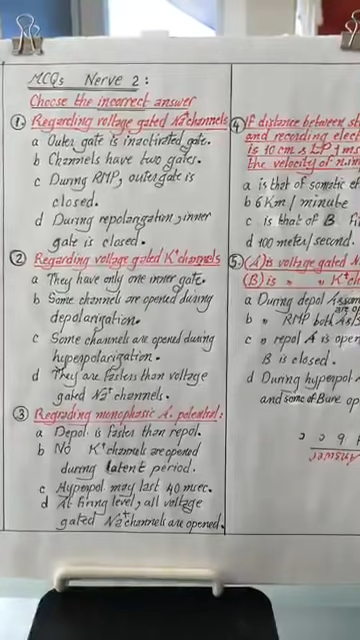 MCQs Nerve 2:
Choose the incorrect answer
① Regarding voltage gated Na⁺channels
a Outer gate is inactivated gate.
b Channels have two gates.
c During RMP, outer gate is
closed.
d During repolarization, inner
gate is closed.
② Regarding voltage gated K⁺channels
a They have only one inner gate.
b Some channels are opened during
depolarization.
c Some channels are opened during
hyperpolarization.
d They are fasters than voltage
gated Na⁺ channels.
③ Regrading monophasic A. potential:
a Depol is faster than repol.
b No K⁺channels are opened
during latent period.
c Hyperpol may last 40 msec.
d At firing level, all voltage
gated Na⁺channels are opened.
④ If distance between
and recording
is 10 cm & LP 1
the velocity of
a is that of somatic
b 6 Km/minute
c is that of B
d 100 meter/second.
⑤ (A) is voltage gated
(B) is " " K⁺
a During depol
b " RMP both
c " repol A is
B is closed.
d During hyperpol
and some of B are
Answer